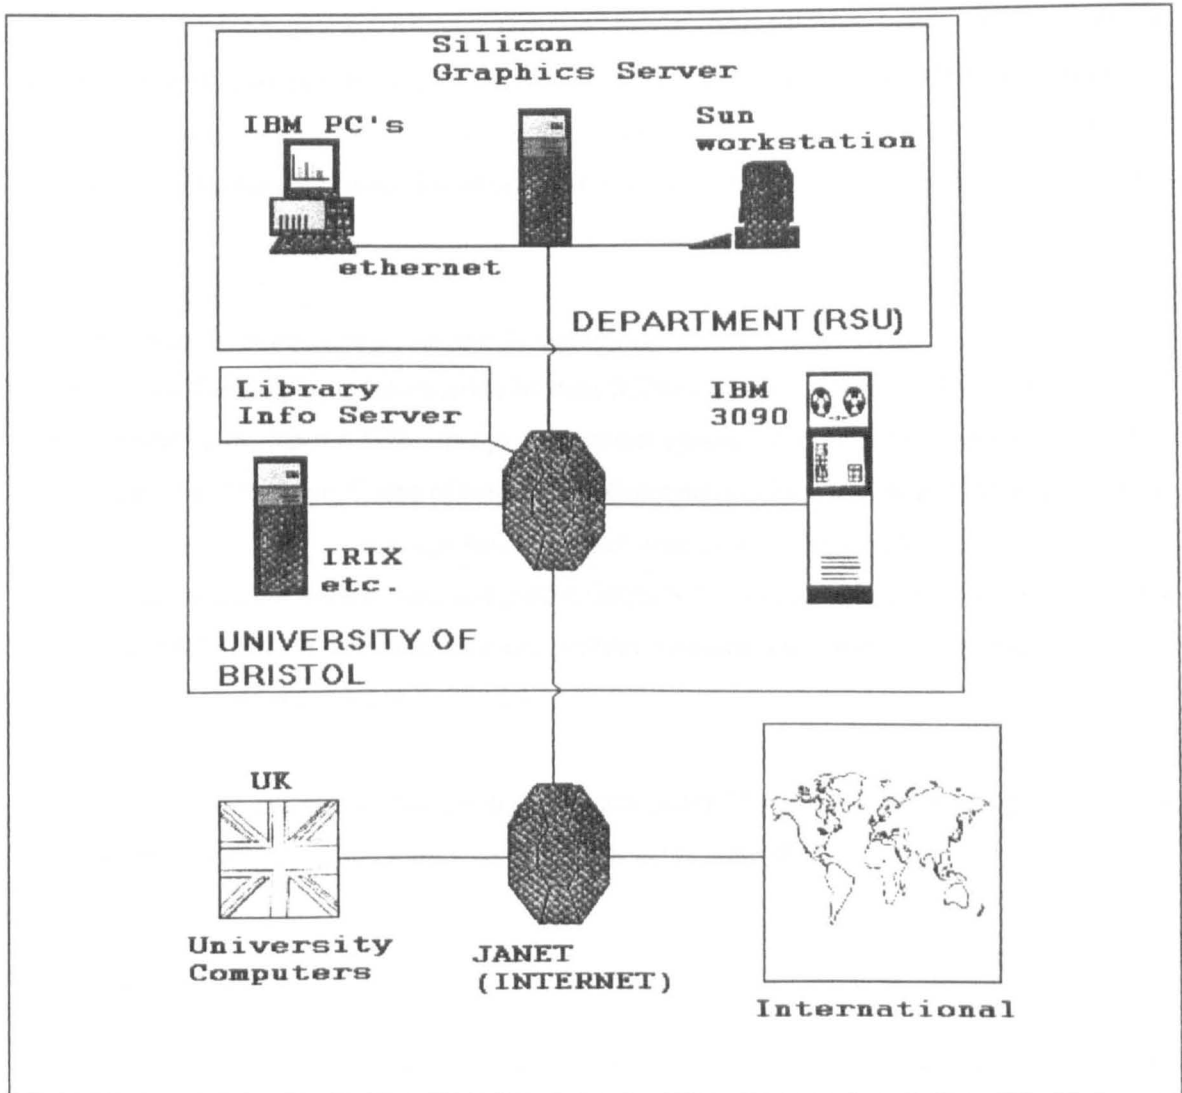 Silicon
Graphics Server
IBM PC's
Sun
workstation
ethernet
DEPARTMENT (RSU)
Library
Info Server
IBM
3090
IRIX
etc.
UNIVERSITY OF
BRISTOL
UK
University
Computers
JANET
(INTERNET)
International